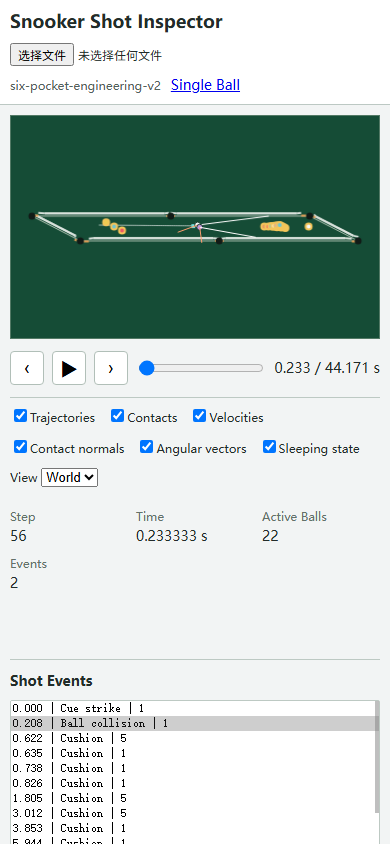 Snooker Shot Inspector
选择文件 未选择任何文件
six-pocket-engineering-v2 Single Ball
‹ ▶ › 0.233 / 44.171 s
Trajectories Contacts Velocities
Contact normals Angular vectors Sleeping state
View World
Step Time Active Balls
56 0.233333 s 22
Events
2
Shot Events
0.000 | Cue strike | 1
0.208 | Ball collision | 1
0.622 | Cushion | 5
0.635 | Cushion | 1
0.738 | Cushion | 1
0.826 | Cushion | 1
1.805 | Cushion | 5
3.012 | Cushion | 5
3.853 | Cushion | 1
5.944 | Cushion | 1